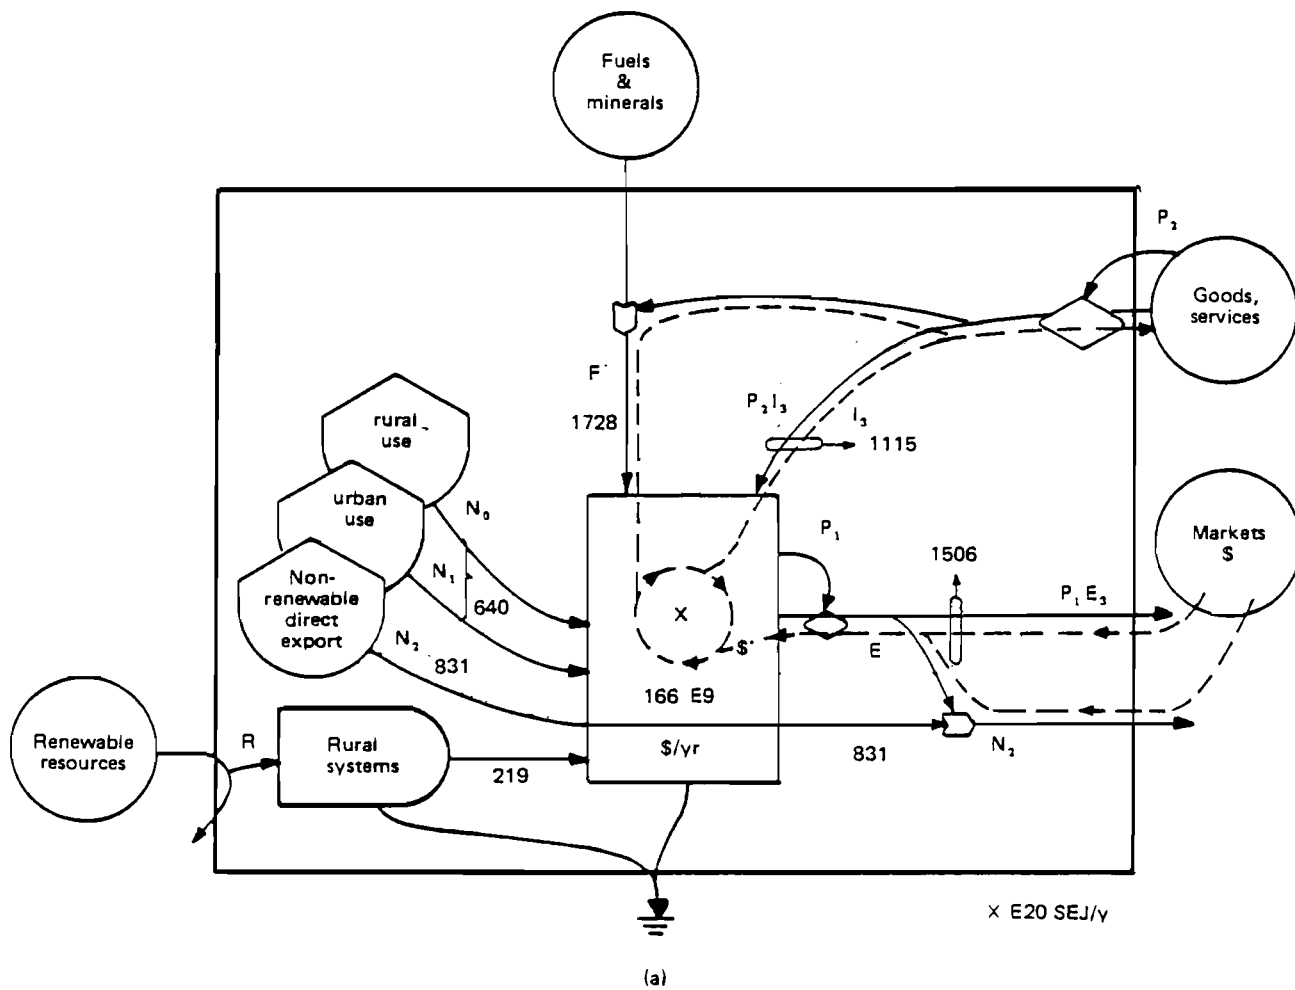 Fuels
&
minerals
P₂
Goods,
services
F
1728
P₂I₃
I₃
1115
rural
use
urban
use
Non-
renewable
direct
export
N₀
N₁
640
N₂
831
P₁
1506
Markets
$
P₁E₃
X
$
E
166 E9
$/yr
831
N₂
Renewable
resources
R
Rural
systems
219
X E20 SEJ/y
(a)